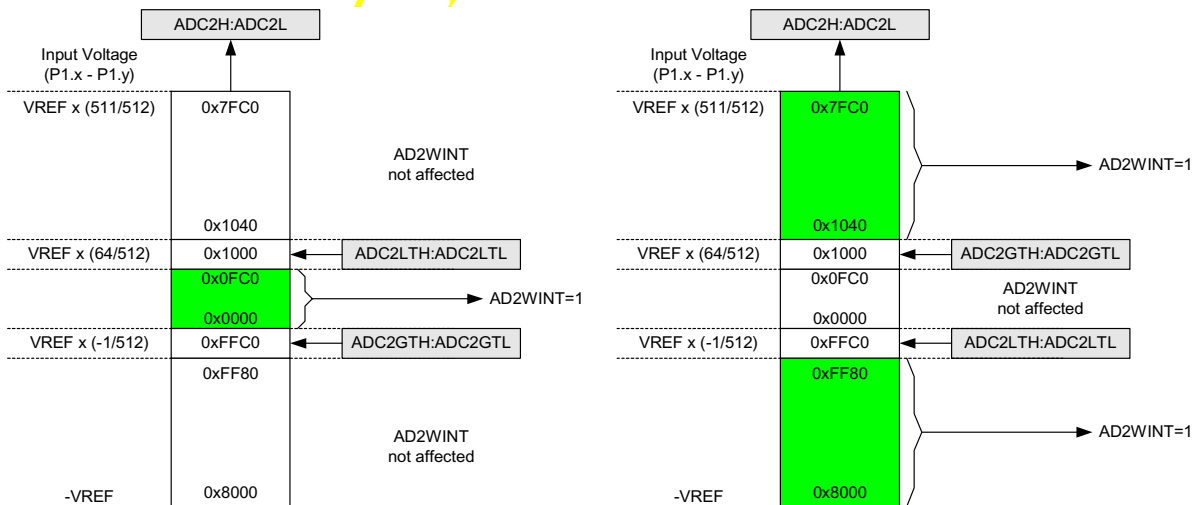 ADC2H:ADC2L
Input Voltage
(P1.x - P1.y)
VREF x (511/512)
0x7FC0
AD2WINT
not affected
0x1040
VREF x (64/512)
0x1000
ADC2LTH:ADC2LTL
0x0FC0
AD2WINT=1
0x0000
VREF x (-1/512)
0xFFC0
ADC2GTH:ADC2GTL
0xFF80
AD2WINT
not affected
-VREF
0x8000
ADC2H:ADC2L
Input Voltage
(P1.x - P1.y)
VREF x (511/512)
0x7FC0
AD2WINT=1
0x1040
VREF x (64/512)
0x1000
ADC2GTH:ADC2GTL
0x0FC0
AD2WINT
not affected
0x0000
VREF x (-1/512)
0xFFC0
ADC2LTH:ADC2LTL
0xFF80
AD2WINT=1
-VREF
0x8000